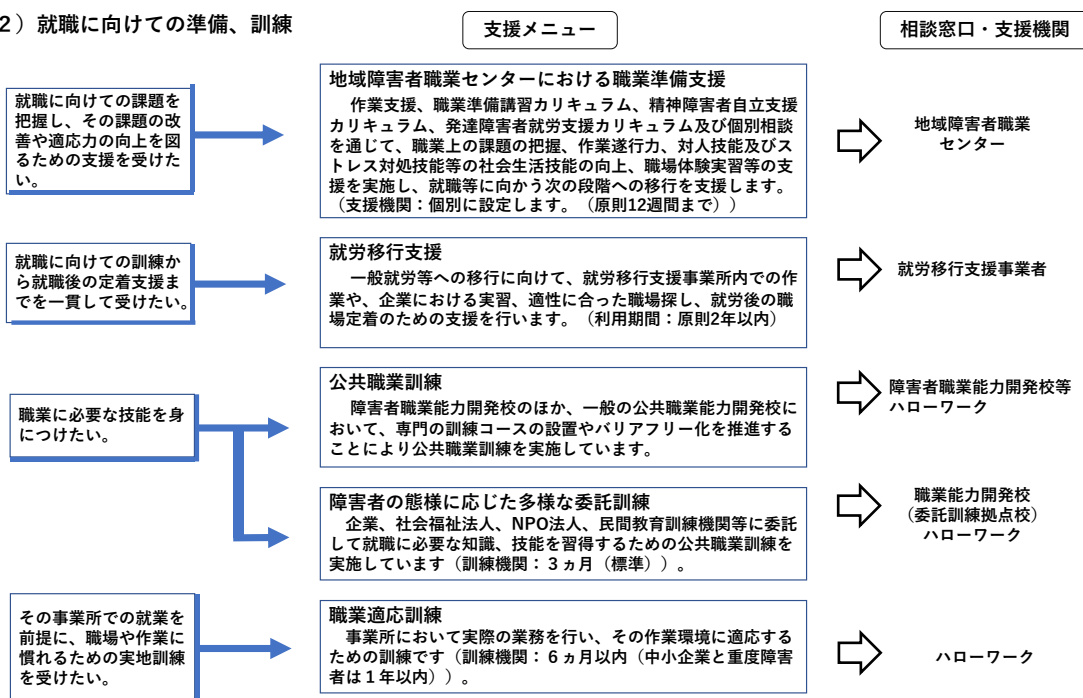 2）就職に向けての準備、訓練
支援メニュー
相談窓口・支援機関
就職に向けての課題を
把握し、その課題の改
善や適応力の向上を図
るための支援を受けた
い。
地域障害者職業センターにおける職業準備支援
作業支援、職業準備講習カリキュラム、精神障害者自立支援
カリキュラム、発達障害者就労支援カリキュラム及び個別相談
を通じて、職業上の課題の把握、作業遂行力、対人技能及びス
トレス対処技能等の社会生活技能の向上、職場体験実習等の支
援を実施し、就職等に向かう次の段階への移行を支援します。
（支援機関：個別に設定します。（原則12週間まで））
地域障害者職業
センター
就職に向けての訓練か
ら就職後の定着支援ま
でを一貫して受けたい。
就労移行支援
一般就労等への移行に向けて、就労移行支援事業所内での作
業や、企業における実習、適性に合った職場探し、就労後の職
場定着のための支援を行います。（利用期間：原則2年以内）
就労移行支援事業者
職業に必要な技能を身
につけたい。
公共職業訓練
障害者職業能力開発校のほか、一般の公共職業能力開発校に
おいて、専門の訓練コースの設置やバリアフリー化を推進する
ことにより公共職業訓練を実施しています。
障害者職業能力開発校等
ハローワーク
障害者の態様に応じた多様な委託訓練
企業、社会福祉法人、NPO法人、民間教育訓練機関等に委託
して就職に必要な知識、技能を習得するための公共職業訓練を
実施しています（訓練機関：３ヵ月（標準））。
職業能力開発校
（委託訓練拠点校）
ハローワーク
その事業所での就業を
前提に、職場や作業に
慣れるための実地訓練
を受けたい。
職業適応訓練
事業所において実際の業務を行い、その作業環境に適応する
ための訓練です（訓練機関：６ヵ月以内（中小企業と重度障害
者は１年以内））。
ハローワーク